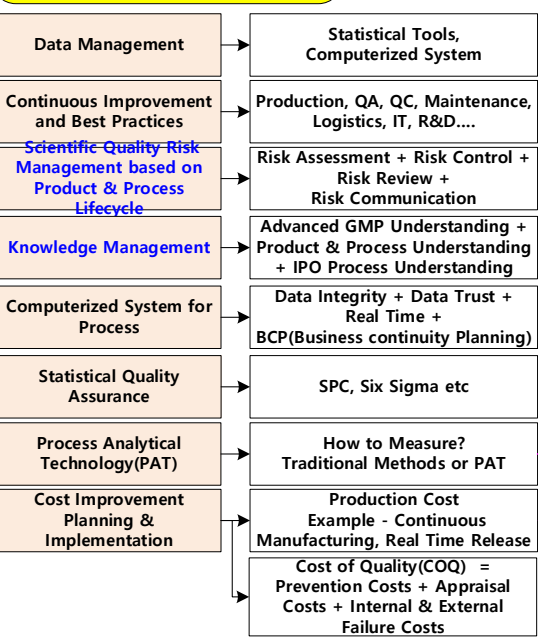 Data Management
Statistical Tools,
Computerized System
Continuous Improvement
and Best Practices
Production, QA, QC, Maintenance,
Logistics, IT, R&D....
Scientific Quality Risk
Management based on
Product & Process
Lifecycle
Risk Assessment + Risk Control +
Risk Review +
Risk Communication
Knowledge Management
Advanced GMP Understanding +
Product & Process Understanding
+ IPO Process Understanding
Computerized System for
Process
Data Integrity + Data Trust +
Real Time +
BCP(Business continuity Planning)
Statistical Quality
Assurance
SPC, Six Sigma etc
Process Analytical
Technology(PAT)
How to Measure?
Traditional Methods or PAT
Cost Improvement
Planning &
Implementation
Production Cost
Example - Continuous
Manufacturing, Real Time Release
Cost of Quality(COQ) =
Prevention Costs + Appraisal
Costs + Internal & External
Failure Costs